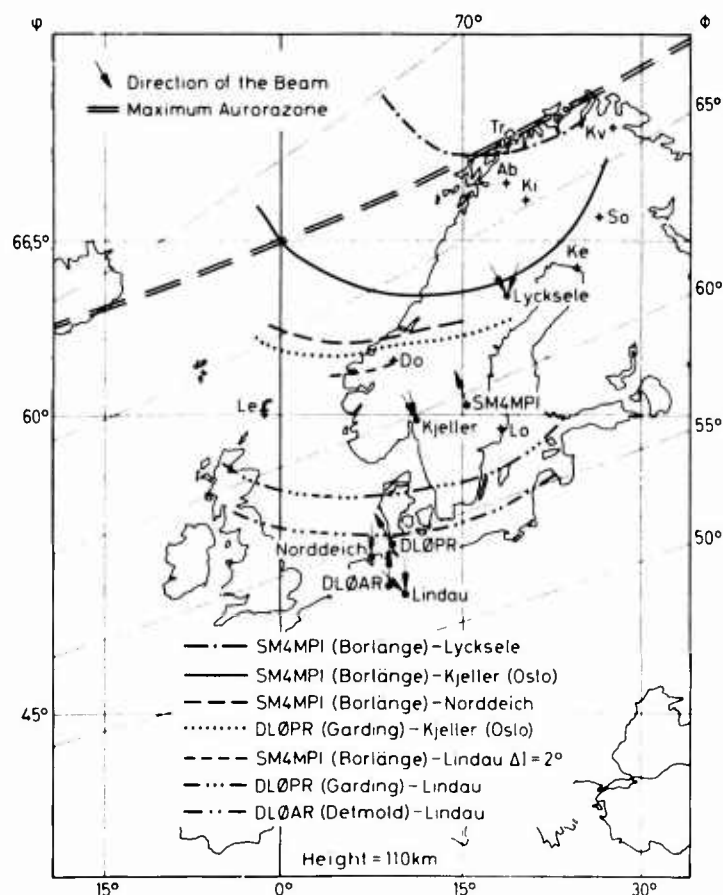 φ
70°
Φ
Direction of the Beam
Maximum Aurorazone
65°
Tr
Kv
Ab
Ki
So
66,5°
Ke
60°
Lycksele
Do
SM4MPI
60°
Le
Kjeller
Lo
55°
Norddeich
DLØPR
50°
DLØAR
Lindau
SM4MPI (Borlänge)-Lycksele
SM4MPI (Borlänge)-Kjeller (Oslo)
45°
SM4MPI (Borlänge)-Norddeich
DLØPR (Garding)-Kjeller (Oslo)
SM4MPI (Borlänge)-Lindau ΔI = 2°
DLØPR (Garding)-Lindau
DLØAR (Detmold)-Lindau
Height = 110km
15° 0° 15° 30°